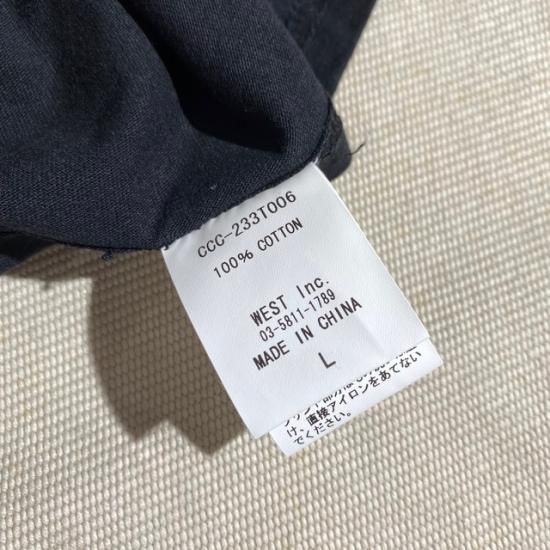 CCC-233T006
100% COTTON
WEST Inc.
03-5811-1789
MADE IN CHINA
L
け、直接アイロンをあてない
でください。